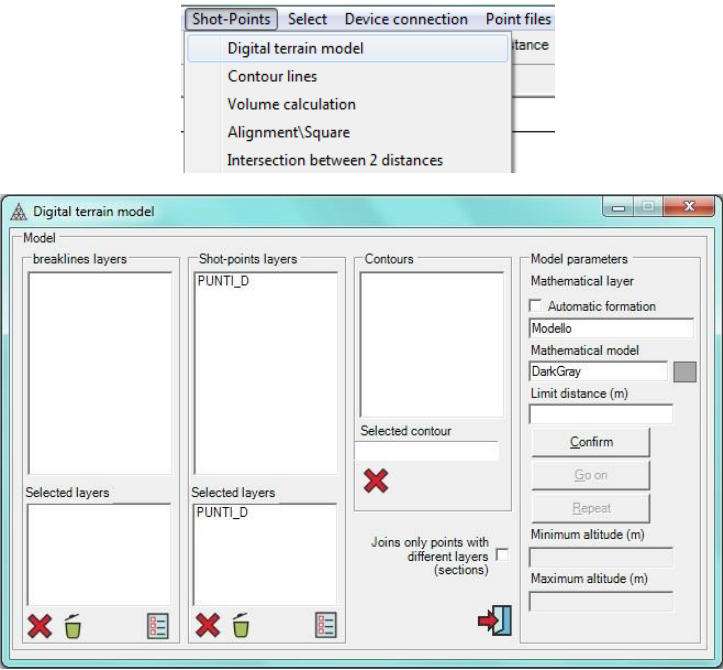 Shot-Points Select Device connection Point files
Digital terrain model
tance
Contour lines
Volume calculation
Alignment\Square
Intersection between 2 distances
Digital terrain model
Model
breaklines layers
Selected layers
Shot-points layers
PUNTI_D
Selected layers
PUNTI_D
Contours
Selected contour
Joins only points with
different layers
(sections)
Model parameters
Mathematical layer
Automatic formation
Modello
Mathematical model
DarkGray
Limit distance (m)
Confirm
Go on
Repeat
Minimum altitude (m)
Maximum altitude (m)